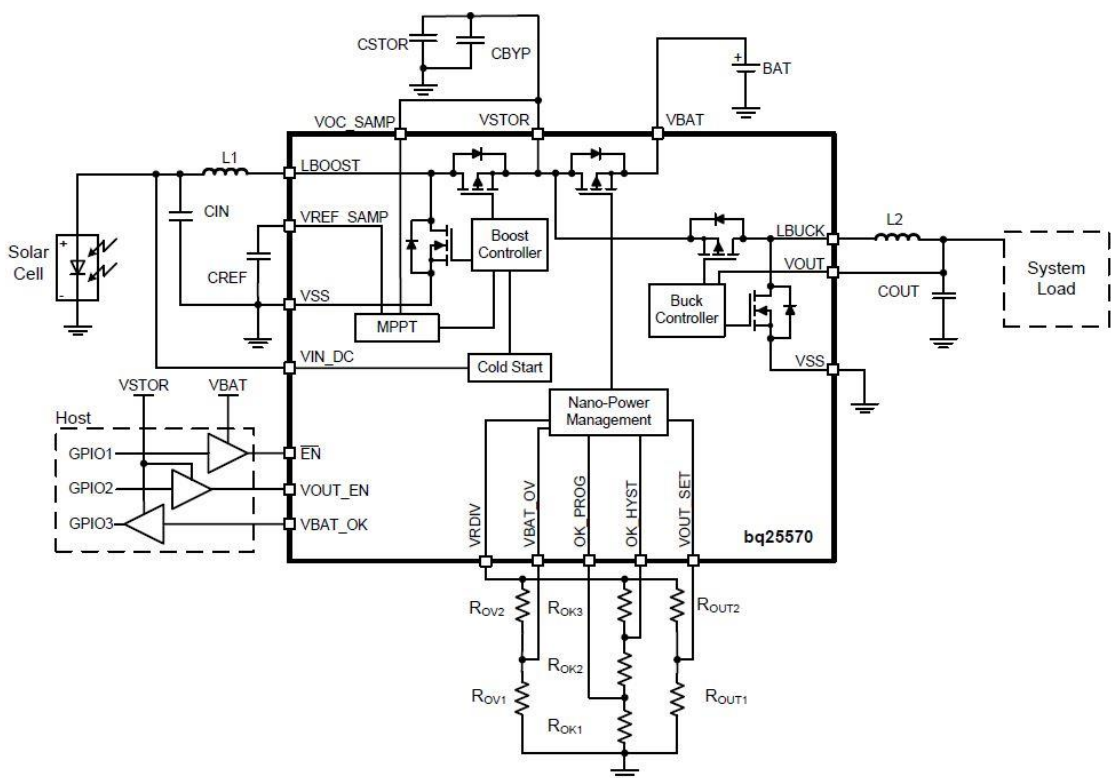 CSTOR
CBYP
+
BAT
VOC_SAMP
VSTOR
VBAT
L1
LBOOST
CIN
VREF_SAMP
Boost
Controller
LBUCK
L2
Solar
Cell
+
-
CREF
VOUT
System
Load
VSS
Buck
Controller
COUT
MPPT
VIN_DC
Cold Start
VSS
VSTOR
VBAT
Nano-Power
Management
Host
GPIO1
EN
GPIO2
VOUT_EN
GPIO3
VBAT_OK
VRDIV
VBAT_OV
OK_PROG
OK_HYST
VOUT_SET
bq25570
ROV2
ROK3
ROUT2
ROK2
ROV1
ROUT1
ROK1